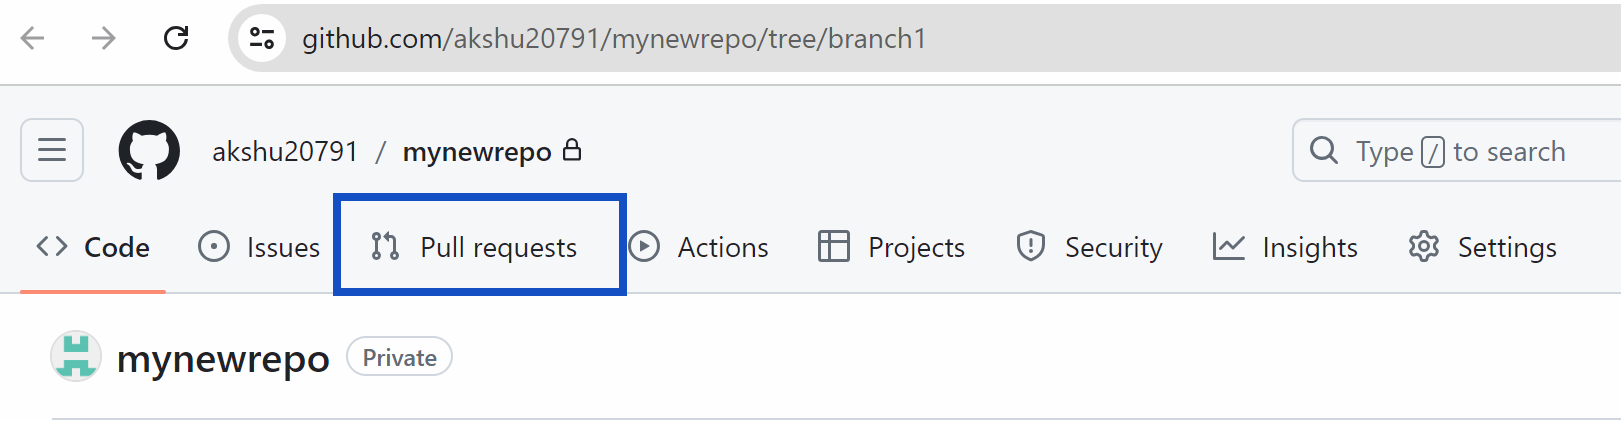 github.com/akshu20791/mynewrepo/tree/branch1
akshu20791 / mynewrepo
Type / to search
Code Issues Pull requests Actions Projects Security Insights Settings
mynewrepo Private